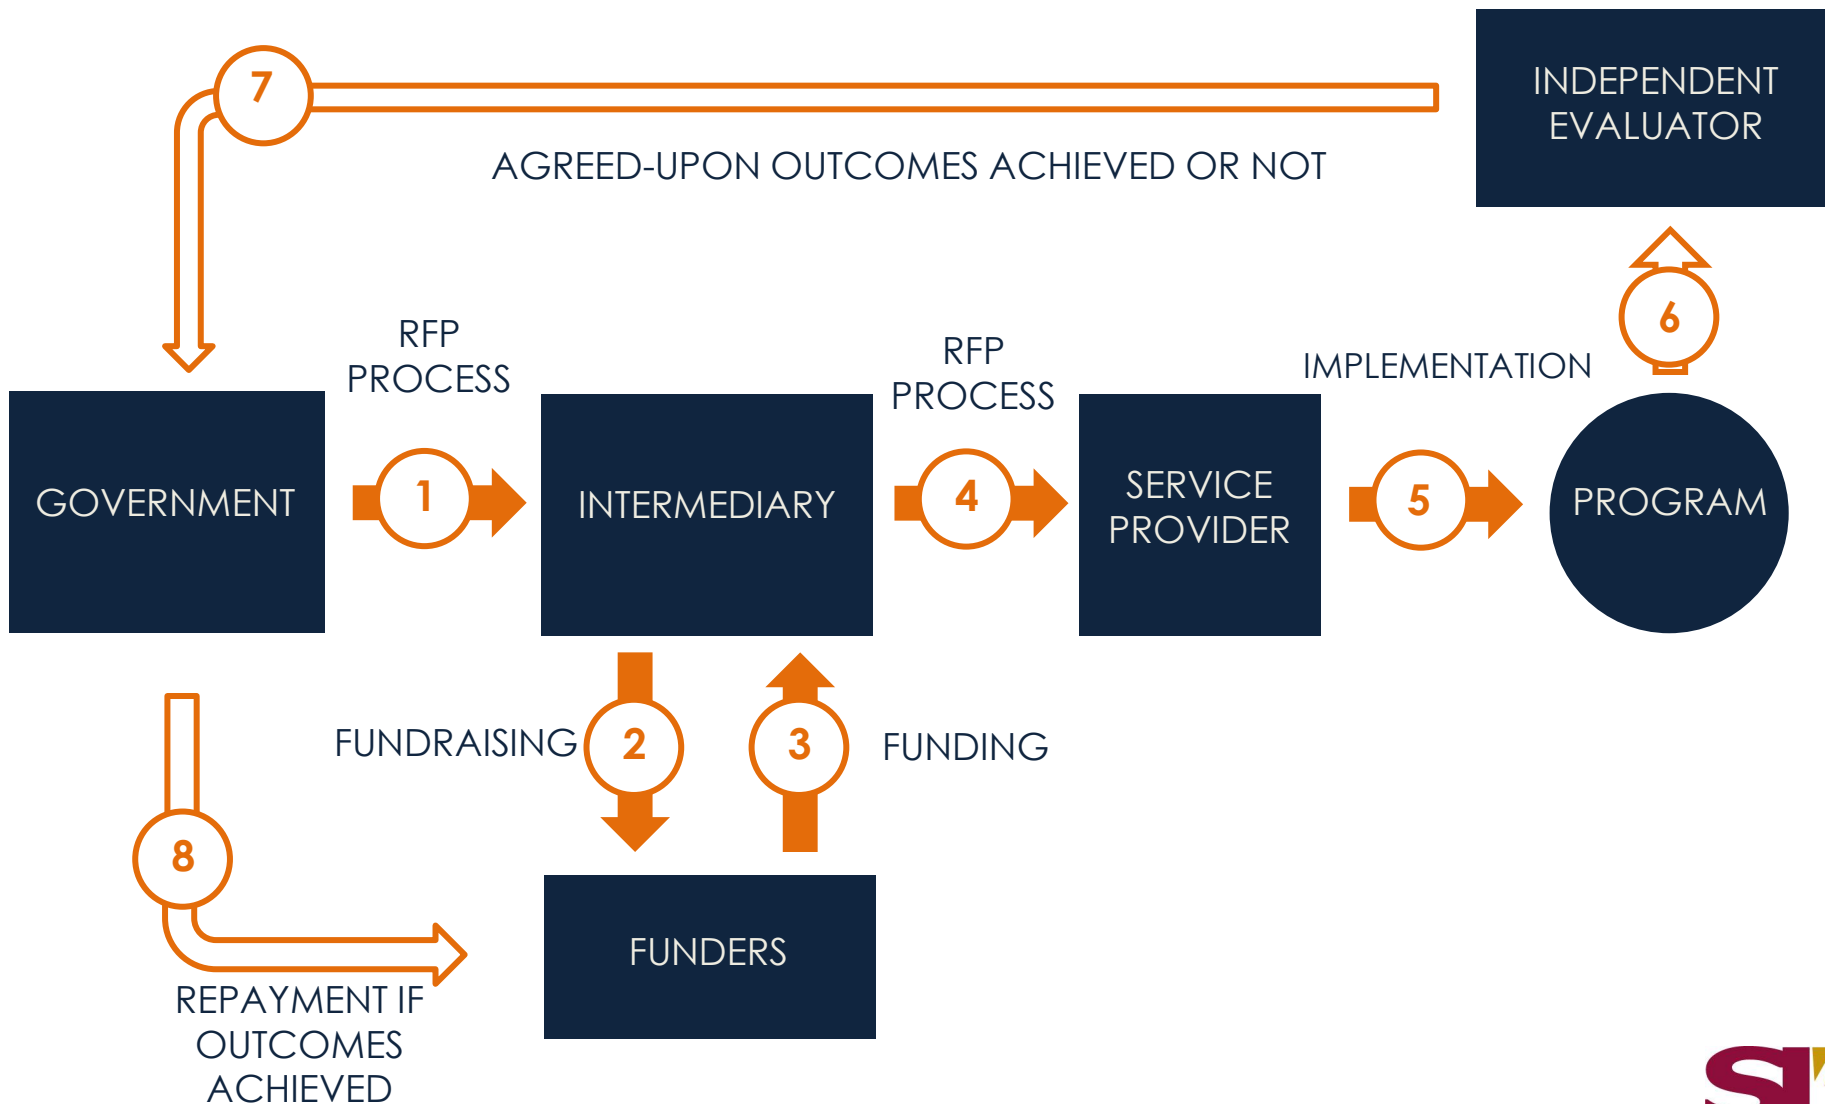 7
INDEPENDENT
EVALUATOR
AGREED-UPON OUTCOMES ACHIEVED OR NOT
6
RFP
PROCESS
RFP
PROCESS
IMPLEMENTATION
GOVERNMENT
1
INTERMEDIARY
4
SERVICE
PROVIDER
5
PROGRAM
FUNDRAISING
2
3
FUNDING
8
FUNDERS
REPAYMENT IF
OUTCOMES
ACHIEVED